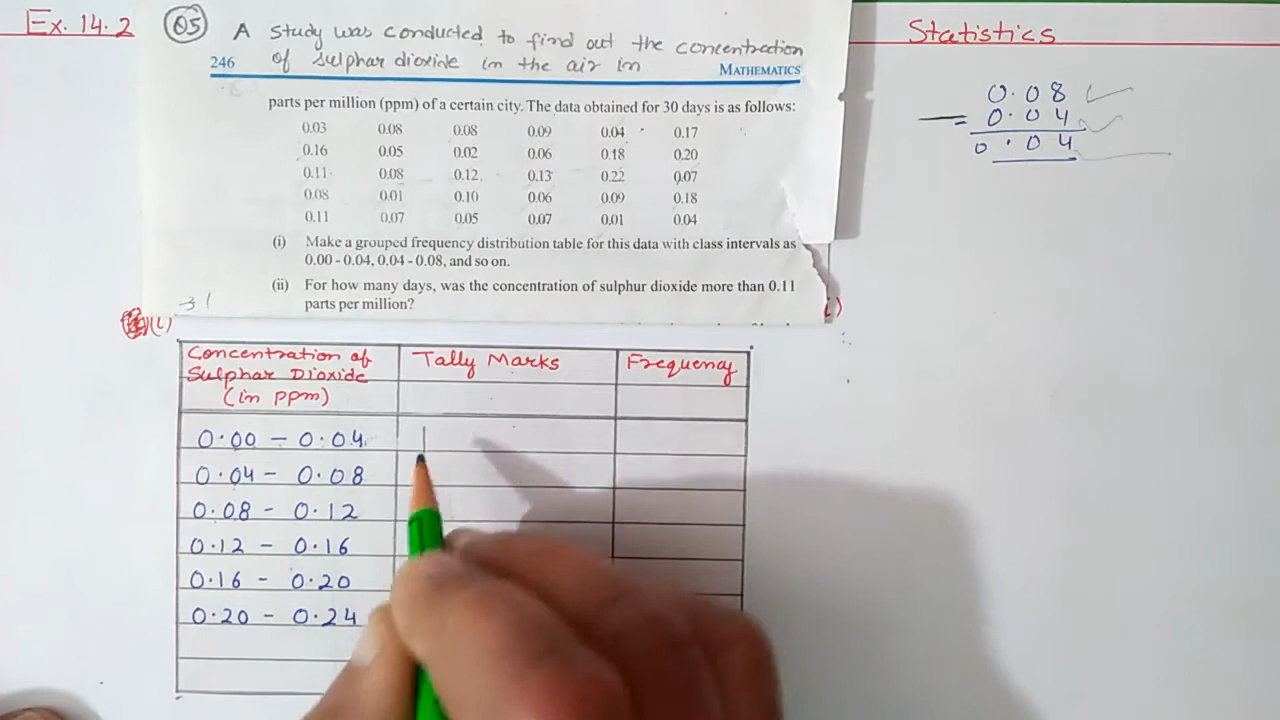 Ex. 14.2
Q5 A study was conducted to find out the concentration
of Sulphar dioxide in the air in
246 MATHEMATICS
parts per million (ppm) of a certain city. The data obtained for 30 days is as follows:
0.03 0.08 0.08 0.09 0.04 0.17
0.16 0.05 0.02 0.06 0.18 0.20
0.11 0.08 0.12 0.13 0.22 0.07
0.08 0.01 0.10 0.06 0.09 0.18
0.11 0.07 0.05 0.07 0.01 0.04
(i) Make a grouped frequency distribution table for this data with class intervals as
0.00 - 0.04, 0.04 - 0.08, and so on.
(ii) For how many days, was the concentration of sulphur dioxide more than 0.11
parts per million?
Statistics
0.08
0.04
0.04
(i)
Concentration of
Sulphar Dioxide
(in ppm)
Tally Marks
Frequency
0.00 - 0.04
0.04 - 0.08
0.08 - 0.12
0.12 - 0.16
0.16 - 0.20
0.20 - 0.24